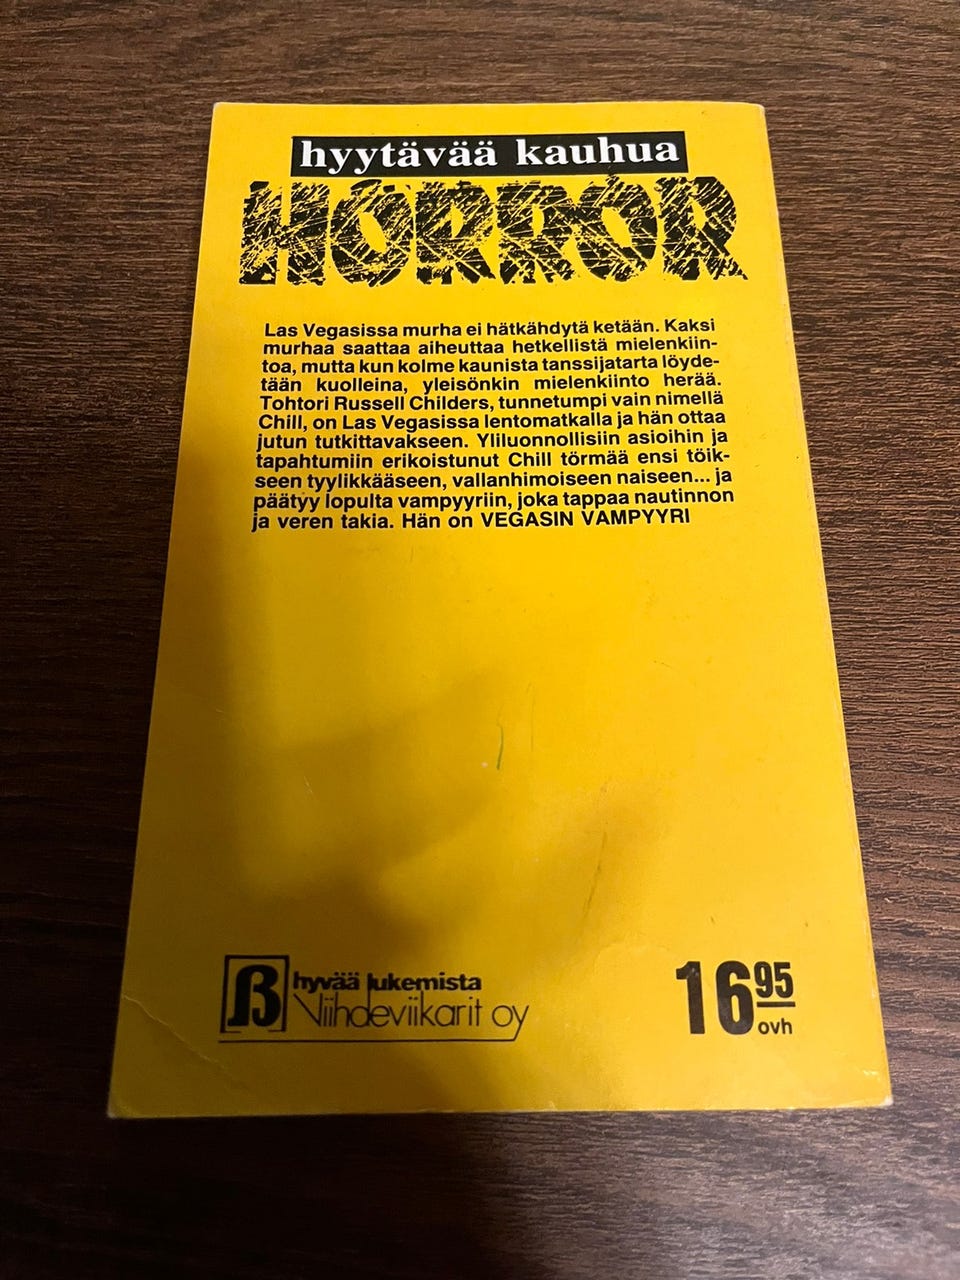 hyytävää kauhua
HORROR
Las Vegasissa murha ei hätkähdytä ketään. Kaksi
murhaa saattaa aiheuttaa hetkellistä mielenkiin-
toa, mutta kun kolme kaunista tanssijatarta löyde-
tään kuolleina, yleisönkin mielenkiinto herää.
Tohtori Russell Childers, tunnetumpi vain nimellä
Chill, on Las Vegasissa lentomatkalla ja hän ottaa
jutun tutkittavakseen. Yliluonnollisiin asioihin ja
tapahtumiin erikoistunut Chill törmää ensi töik-
seen tyylikkääseen, vallanhimoiseen naiseen... ja
päätyy lopulta vampyyriin, joka tappaa nautinnon
ja veren takia. Hän on VEGASIN VAMPYYRI
ß hyvää lukemista
Viihdeviikarit oy
16 95
ovh